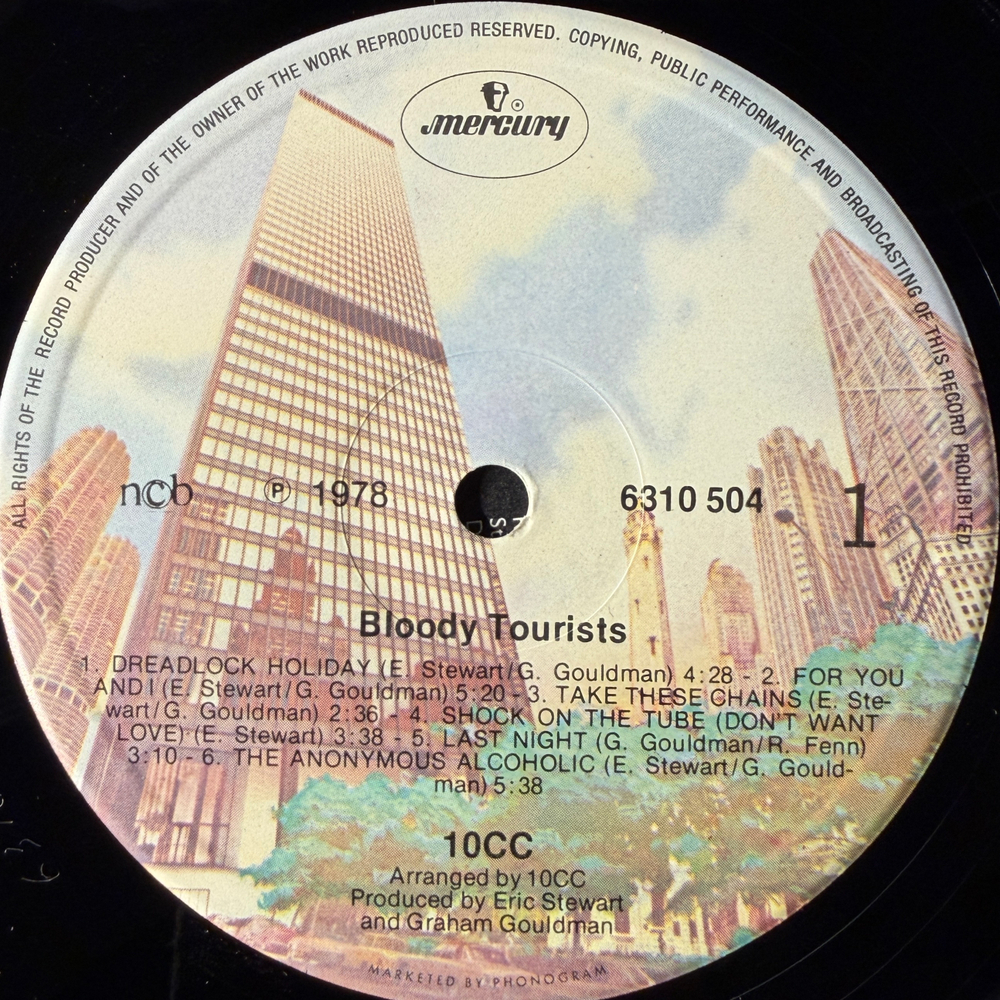 ALL RIGHTS OF THE RECORD PRODUCER AND OF THE OWNER OF THE WORK REPRODUCED RESERVED. COPYING, PUBLIC PERFORMANCE AND BROADCASTING OF THIS RECORD PROHIBITED
mercury
ncb
℗ 1978
6310 504
1
Bloody Tourists
1. DREADLOCK HOLIDAY (E. Stewart/G. Gouldman) 4:28 - 2. FOR YOU
AND I (E. Stewart/G. Gouldman) 5:20 - 3. TAKE THESE CHAINS (E. Ste-
wart/G. Gouldman) 2:36 - 4. SHOCK ON THE TUBE (DON'T WANT
LOVE) (E. Stewart) 3:38 - 5. LAST NIGHT (G. Gouldman/R. Fenn)
3:10 - 6. THE ANONYMOUS ALCOHOLIC (E. Stewart/G. Gould-
man) 5:38
10CC
Arranged by 10CC
Produced by Eric Stewart
and Graham Gouldman
MARKETED BY PHONOGRAM